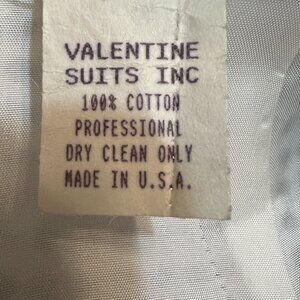 VALENTINE
SUITS INC
100% COTTON
PROFESSIONAL
DRY CLEAN ONLY
MADE IN U.S.A.